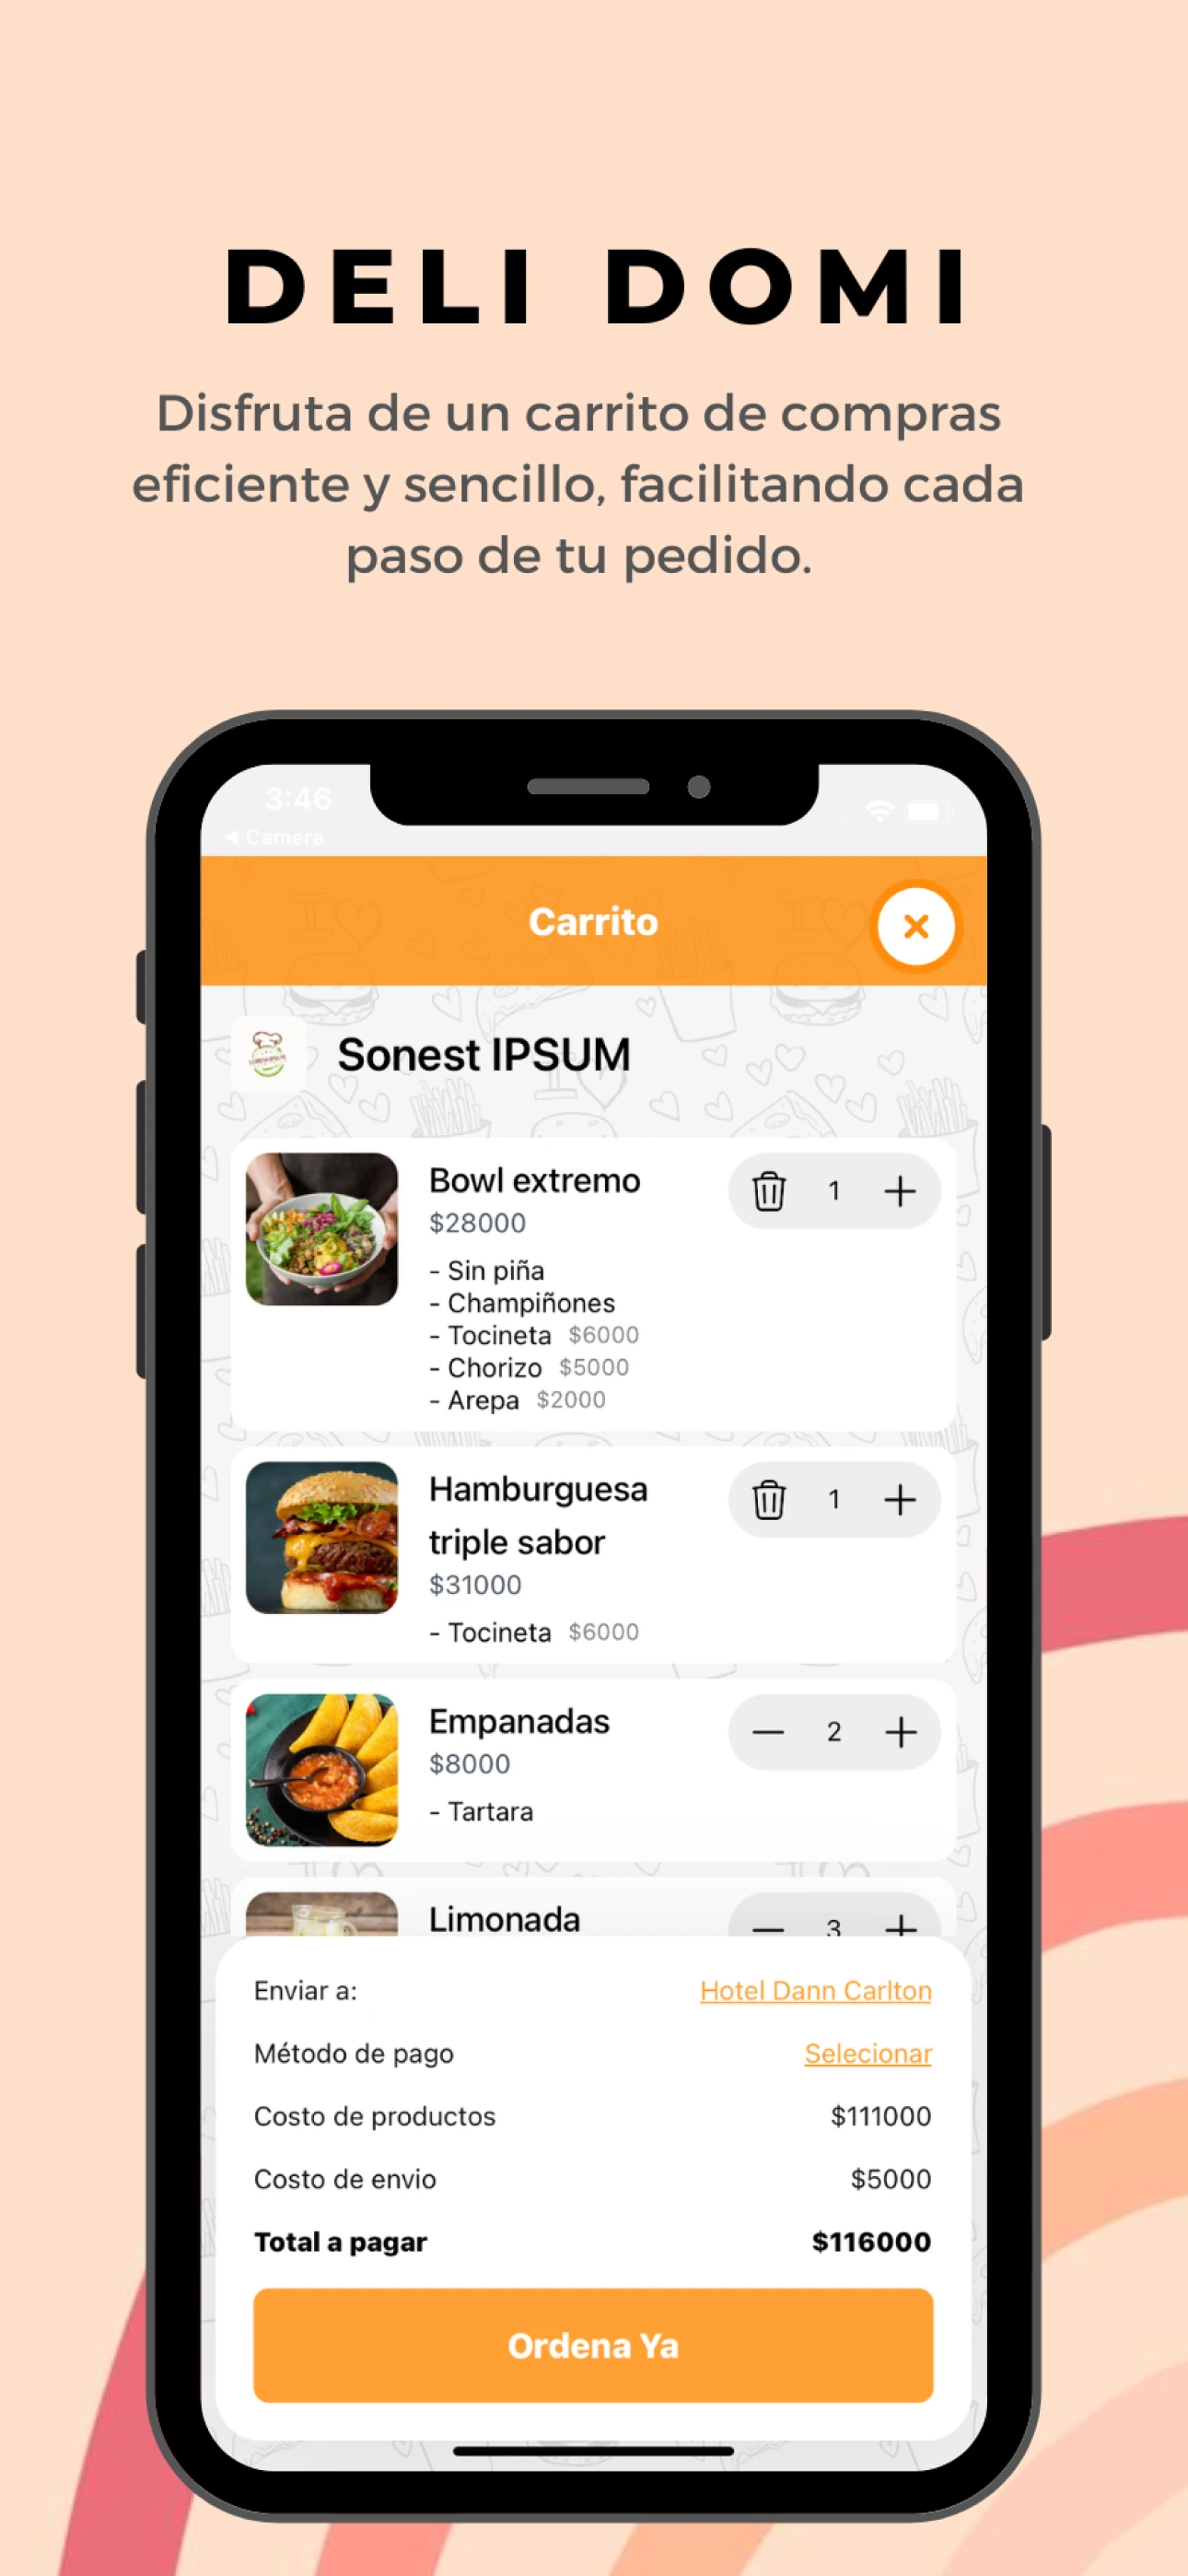 DELI DOMI
Disfruta de un carrito de compras
eficiente y sencillo, facilitando cada
paso de tu pedido.
3:46
◀ Camera
Carrito
Sonest IPSUM
Bowl extremo
$28000
1
- Sin piña
- Champiñones
- Tocineta $6000
- Chorizo $5000
- Arepa $2000
Hamburguesa
triple sabor
$31000
1
- Tocineta $6000
Empanadas
$8000
2
- Tartara
Limonada
3
Enviar a: Hotel Dann Carlton
Método de pago Selecionar
Costo de productos $111000
Costo de envio $5000
Total a pagar $116000
Ordena Ya